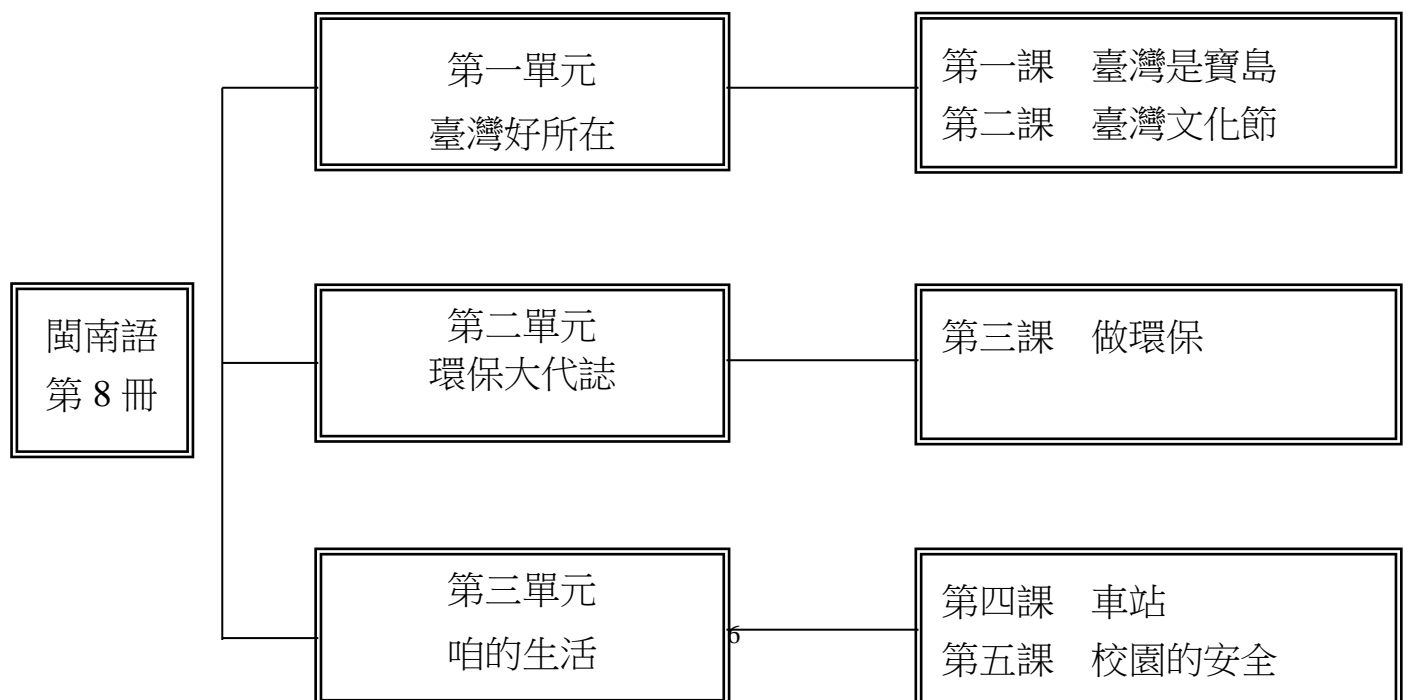 閩南語
第 8 冊
第一單元
臺灣好所在
第一課　臺灣是寶島
第二課　臺灣文化節
第二單元
環保大代誌
第三課　做環保
第三單元
咱的生活
第四課　車站
第五課　校園的安全
6